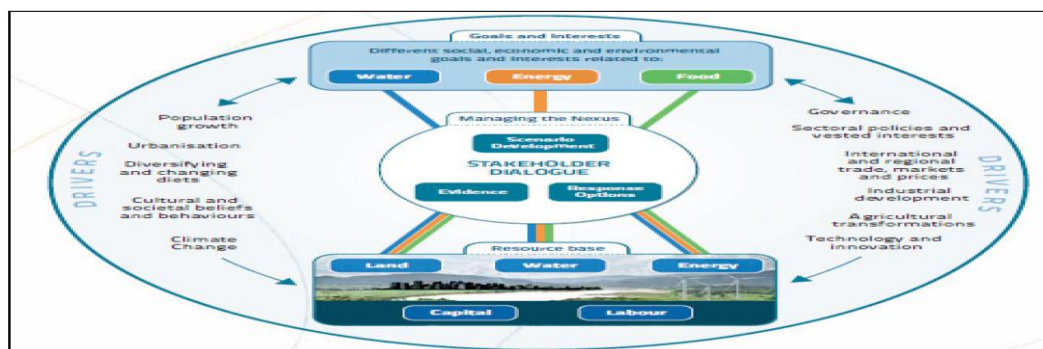 Goals and Interests
Different social, economic and environmental
goals and interests related to:
Water
Energy
Food
Managing the Nexus
Scenario
Development
STAKEHOLDER
DIALOGUE
Evidence
Response
Options
Resource base
Land
Water
Energy
Capital
Labour
DRIVERS
Population
growth
Urbanisation
Diversifying
and changing
diets
Cultural and
societal beliefs
and behaviours
Climate
Change
Governance
Sectoral policies and
vested interests
International
and regional
trade, markets
and prices
Industrial
development
Agricultural
transformations
Technology and
innovation
DRIVERS